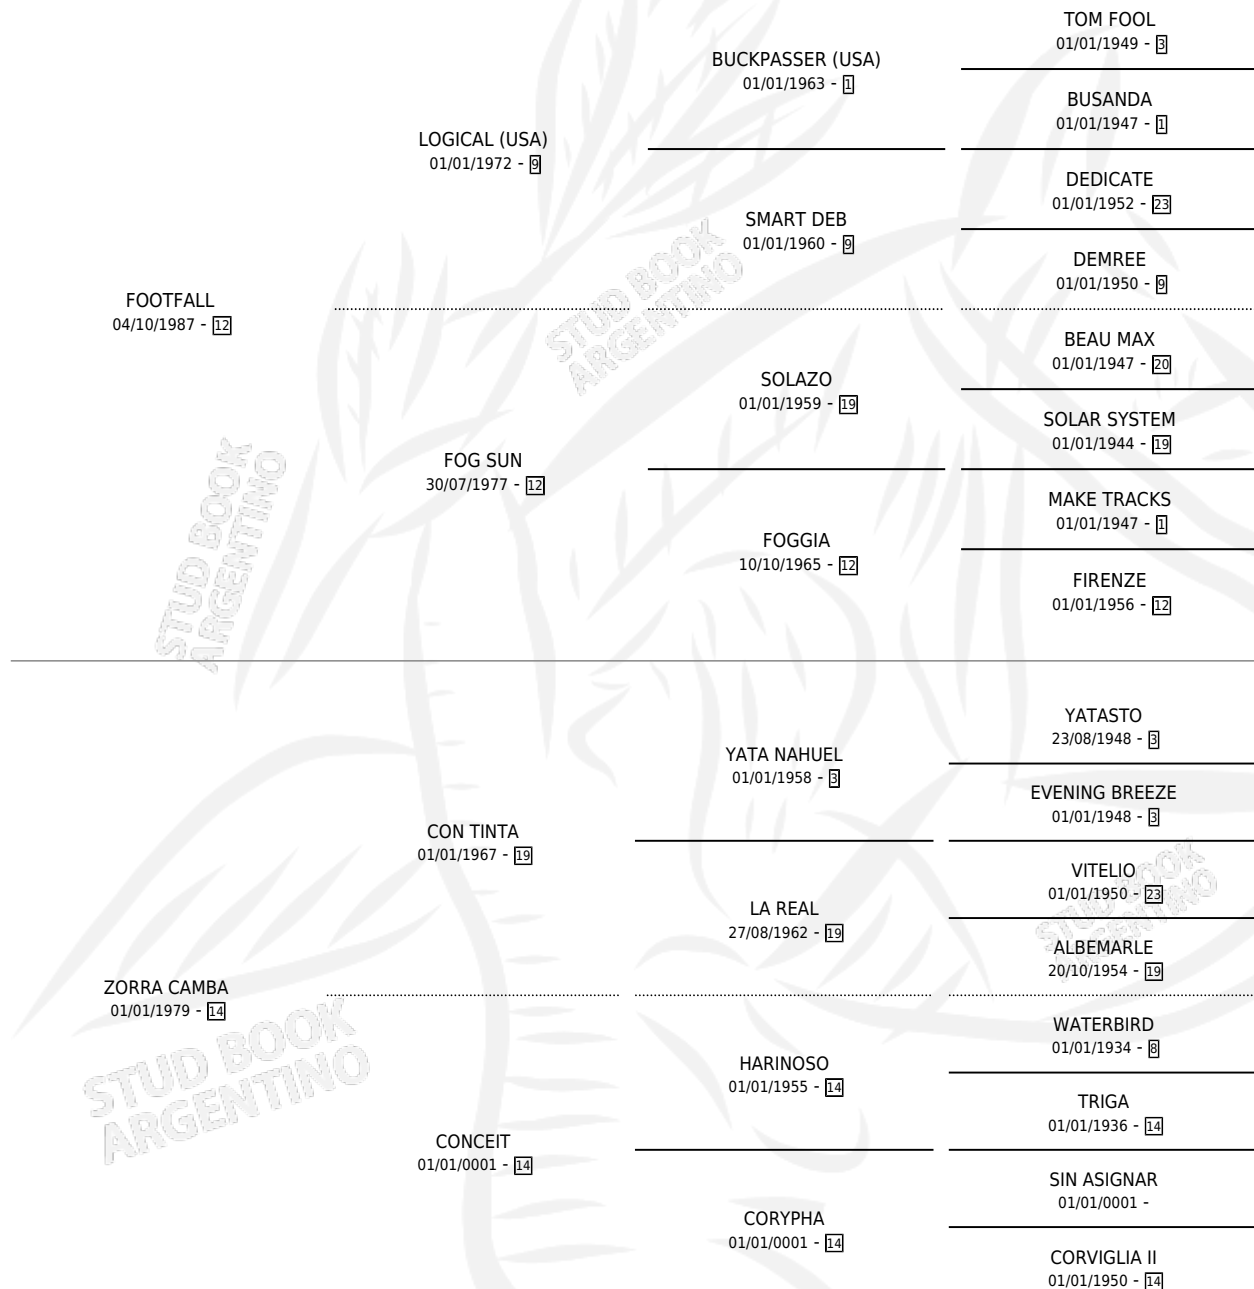 TOM FOOL
01/01/1949 - 3
BUCKPASSER (USA)
01/01/1963 - 1
BUSANDA
01/01/1947 - 1
LOGICAL (USA)
01/01/1972 - 9
DEDICATE
01/01/1952 - 23
SMART DEB
01/01/1960 - 9
DEMREE
01/01/1950 - 9
FOOTFALL
04/10/1987 - 12
STUD BOOK
ARGENTINO
BEAU MAX
01/01/1947 - 20
SOLAZO
01/01/1959 - 19
SOLAR SYSTEM
01/01/1944 - 19
FOG SUN
30/07/1977 - 12
MAKE TRACKS
01/01/1947 - 1
FOGGIA
10/10/1965 - 12
FIRENZE
01/01/1956 - 12
STUD BOOK
ARGENTINO
YATASTO
23/08/1948 - 3
YATA NAHUEL
01/01/1958 - 3
EVENING BREEZE
01/01/1948 - 3
CON TINTA
01/01/1967 - 19
VITELIO
01/01/1950 - 23
LA REAL
27/08/1962 - 19
ALBEMARLE
20/10/1954 - 19
STUD BOOK
ARGENTINO
ZORRA CAMBA
01/01/1979 - 14
WATERBIRD
01/01/1934 - 8
HARINOSO
01/01/1955 - 14
TRIGA
01/01/1936 - 14
STUD BOOK
ARGENTINO
CONCEIT
01/01/0001 - 14
SIN ASIGNAR
01/01/0001 -
CORYPHA
01/01/0001 - 14
CORVIGLIA II
01/01/1950 - 14